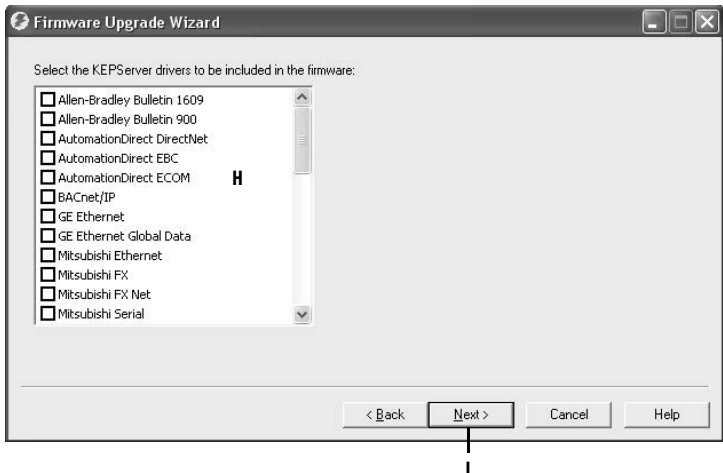 Firmware Upgrade Wizard
Select the KEPServer drivers to be included in the firmware:
Allen-Bradley Bulletin 1609
Allen-Bradley Bulletin 900
AutomationDirect DirectNet
AutomationDirect EBC
AutomationDirect ECOM
H
BACnet/IP
GE Ethernet
GE Ethernet Global Data
Mitsubishi Ethernet
Mitsubishi FX
Mitsubishi FX Net
Mitsubishi Serial
< Back Next > Cancel Help